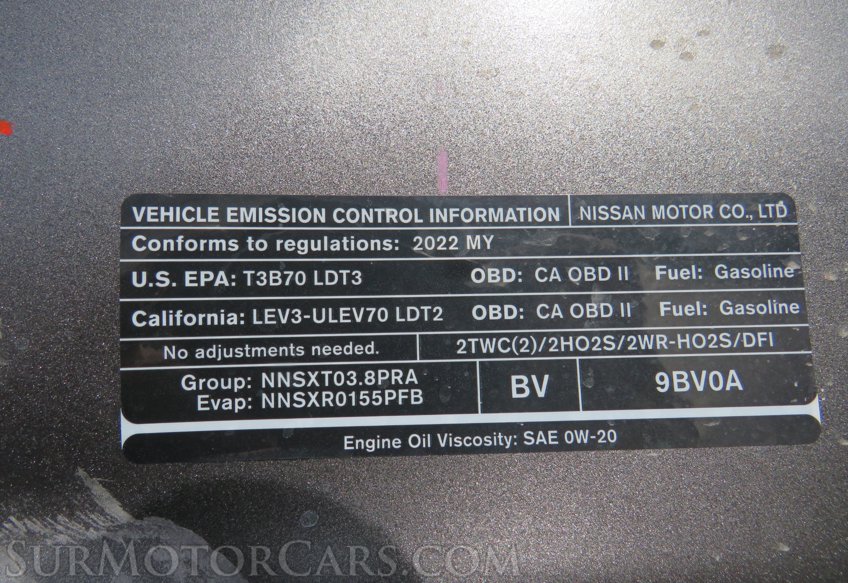 VEHICLE EMISSION CONTROL INFORMATION NISSAN MOTOR CO., LTD
Conforms to regulations: 2022 MY
U.S. EPA: T3B70 LDT3 OBD: CA OBD II Fuel: Gasoline
California: LEV3-ULEV70 LDT2 OBD: CA OBD II Fuel: Gasoline
No adjustments needed. 2TWC(2)/2HO2S/2WR-HO2S/DFI
Group: NNSXT03.8PRA
Evap: NNSXR0155PFB
BV 9BV0A
Engine Oil Viscosity: SAE 0W-20
SurMotorCars.com